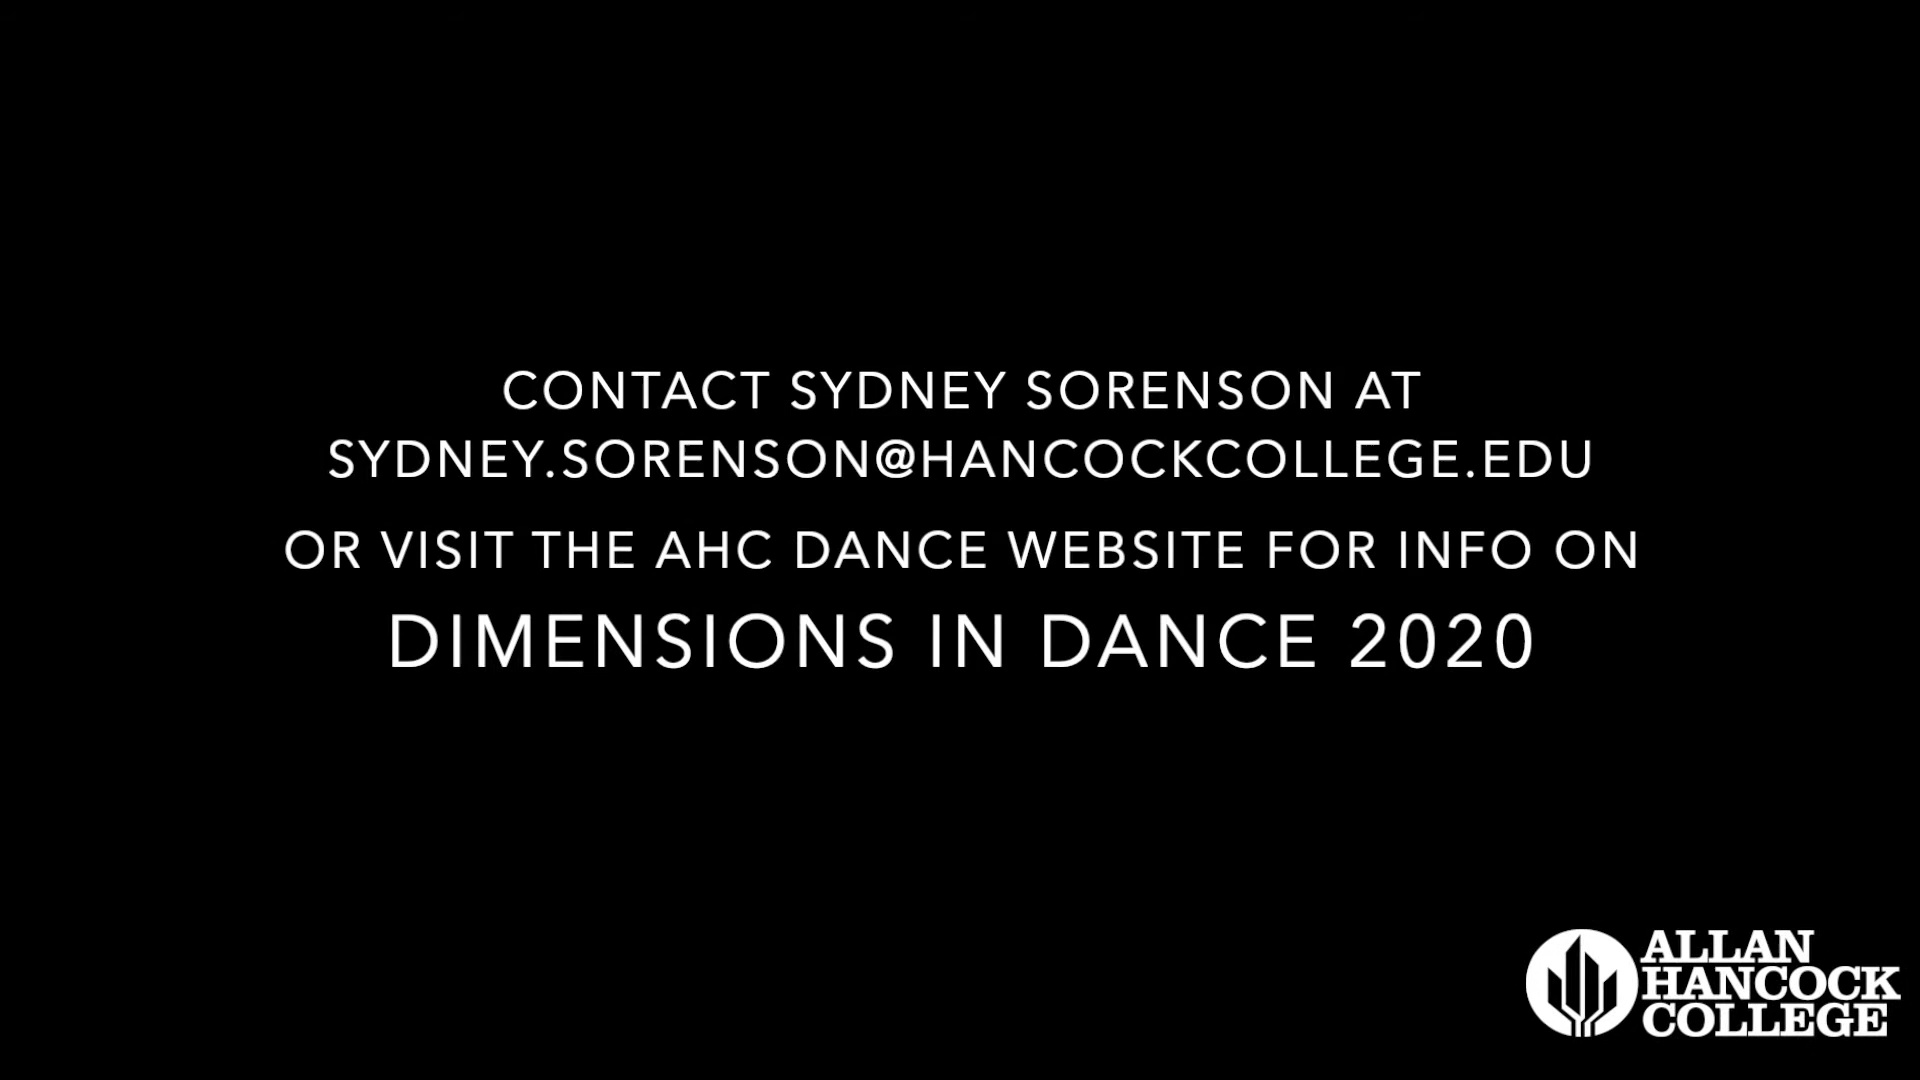 CONTACT SYDNEY SORENSON AT
SYDNEY.SORENSON@HANCOCKCOLLEGE.EDU
OR VISIT THE AHC DANCE WEBSITE FOR INFO ON
DIMENSIONS IN DANCE 2020
ALLAN
HANCOCK
COLLEGE